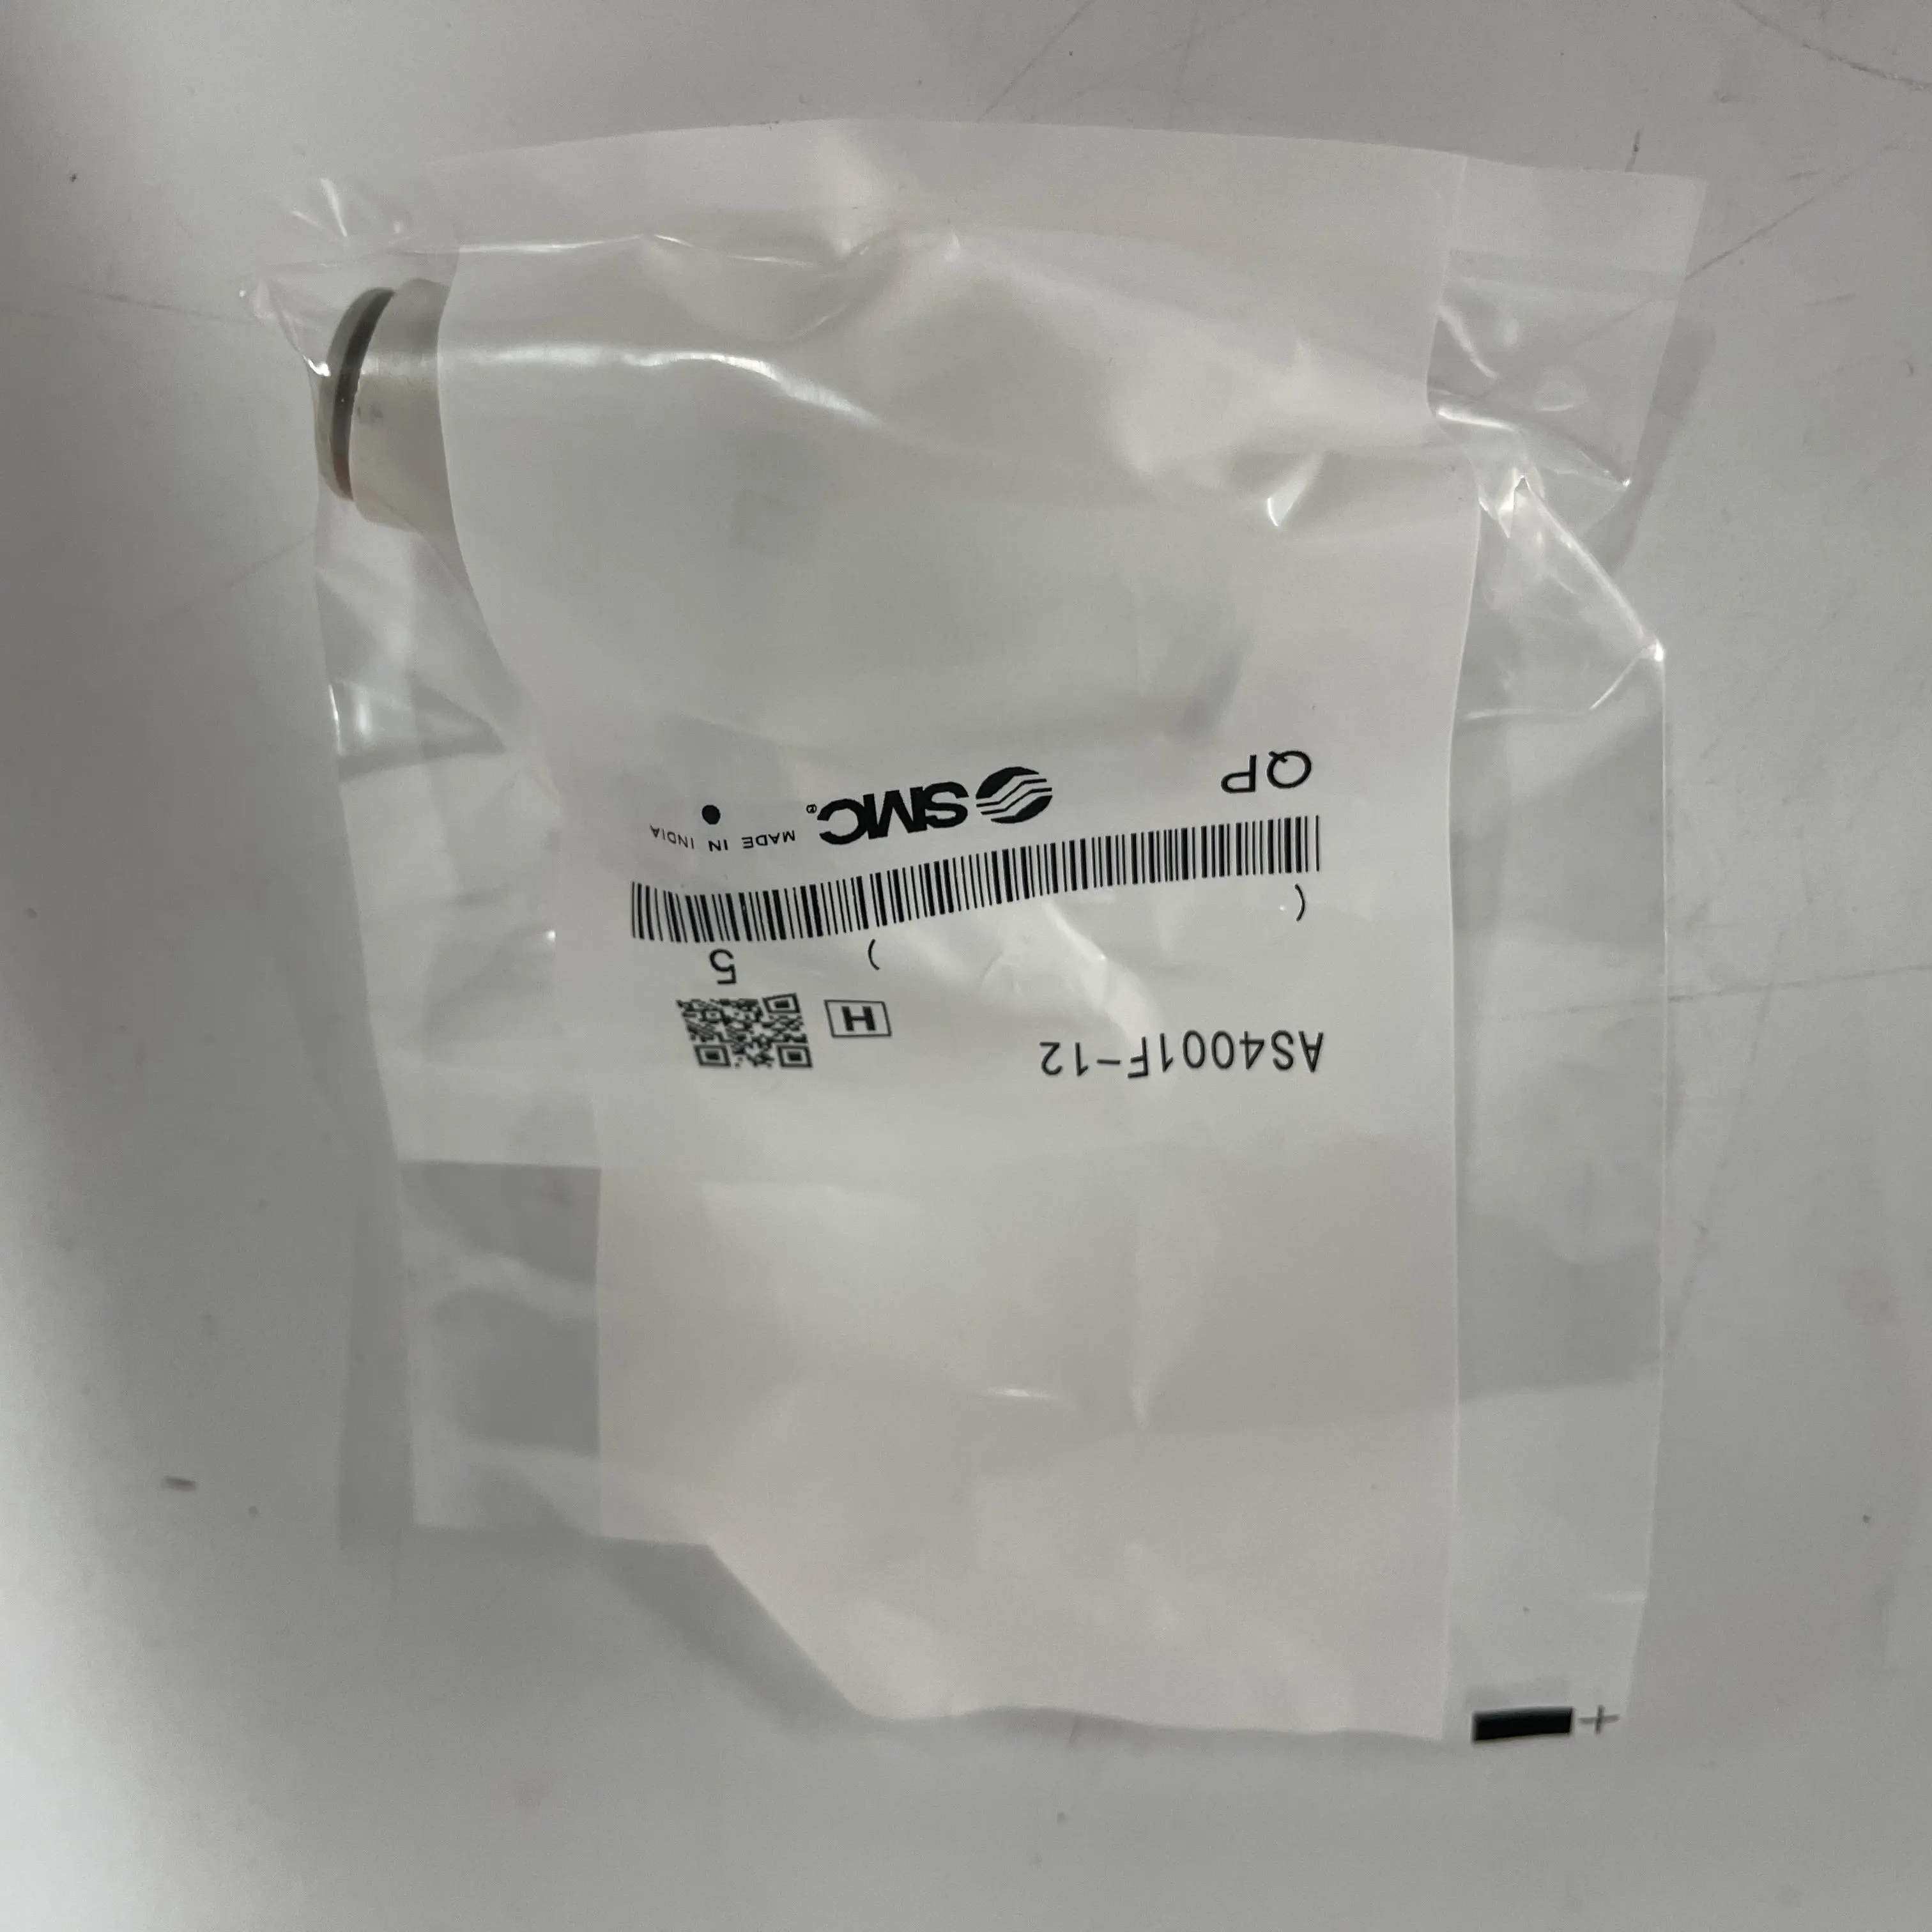 AS4001F-12
H
5
( )
SMC®
MADE IN INDIA
QP
+